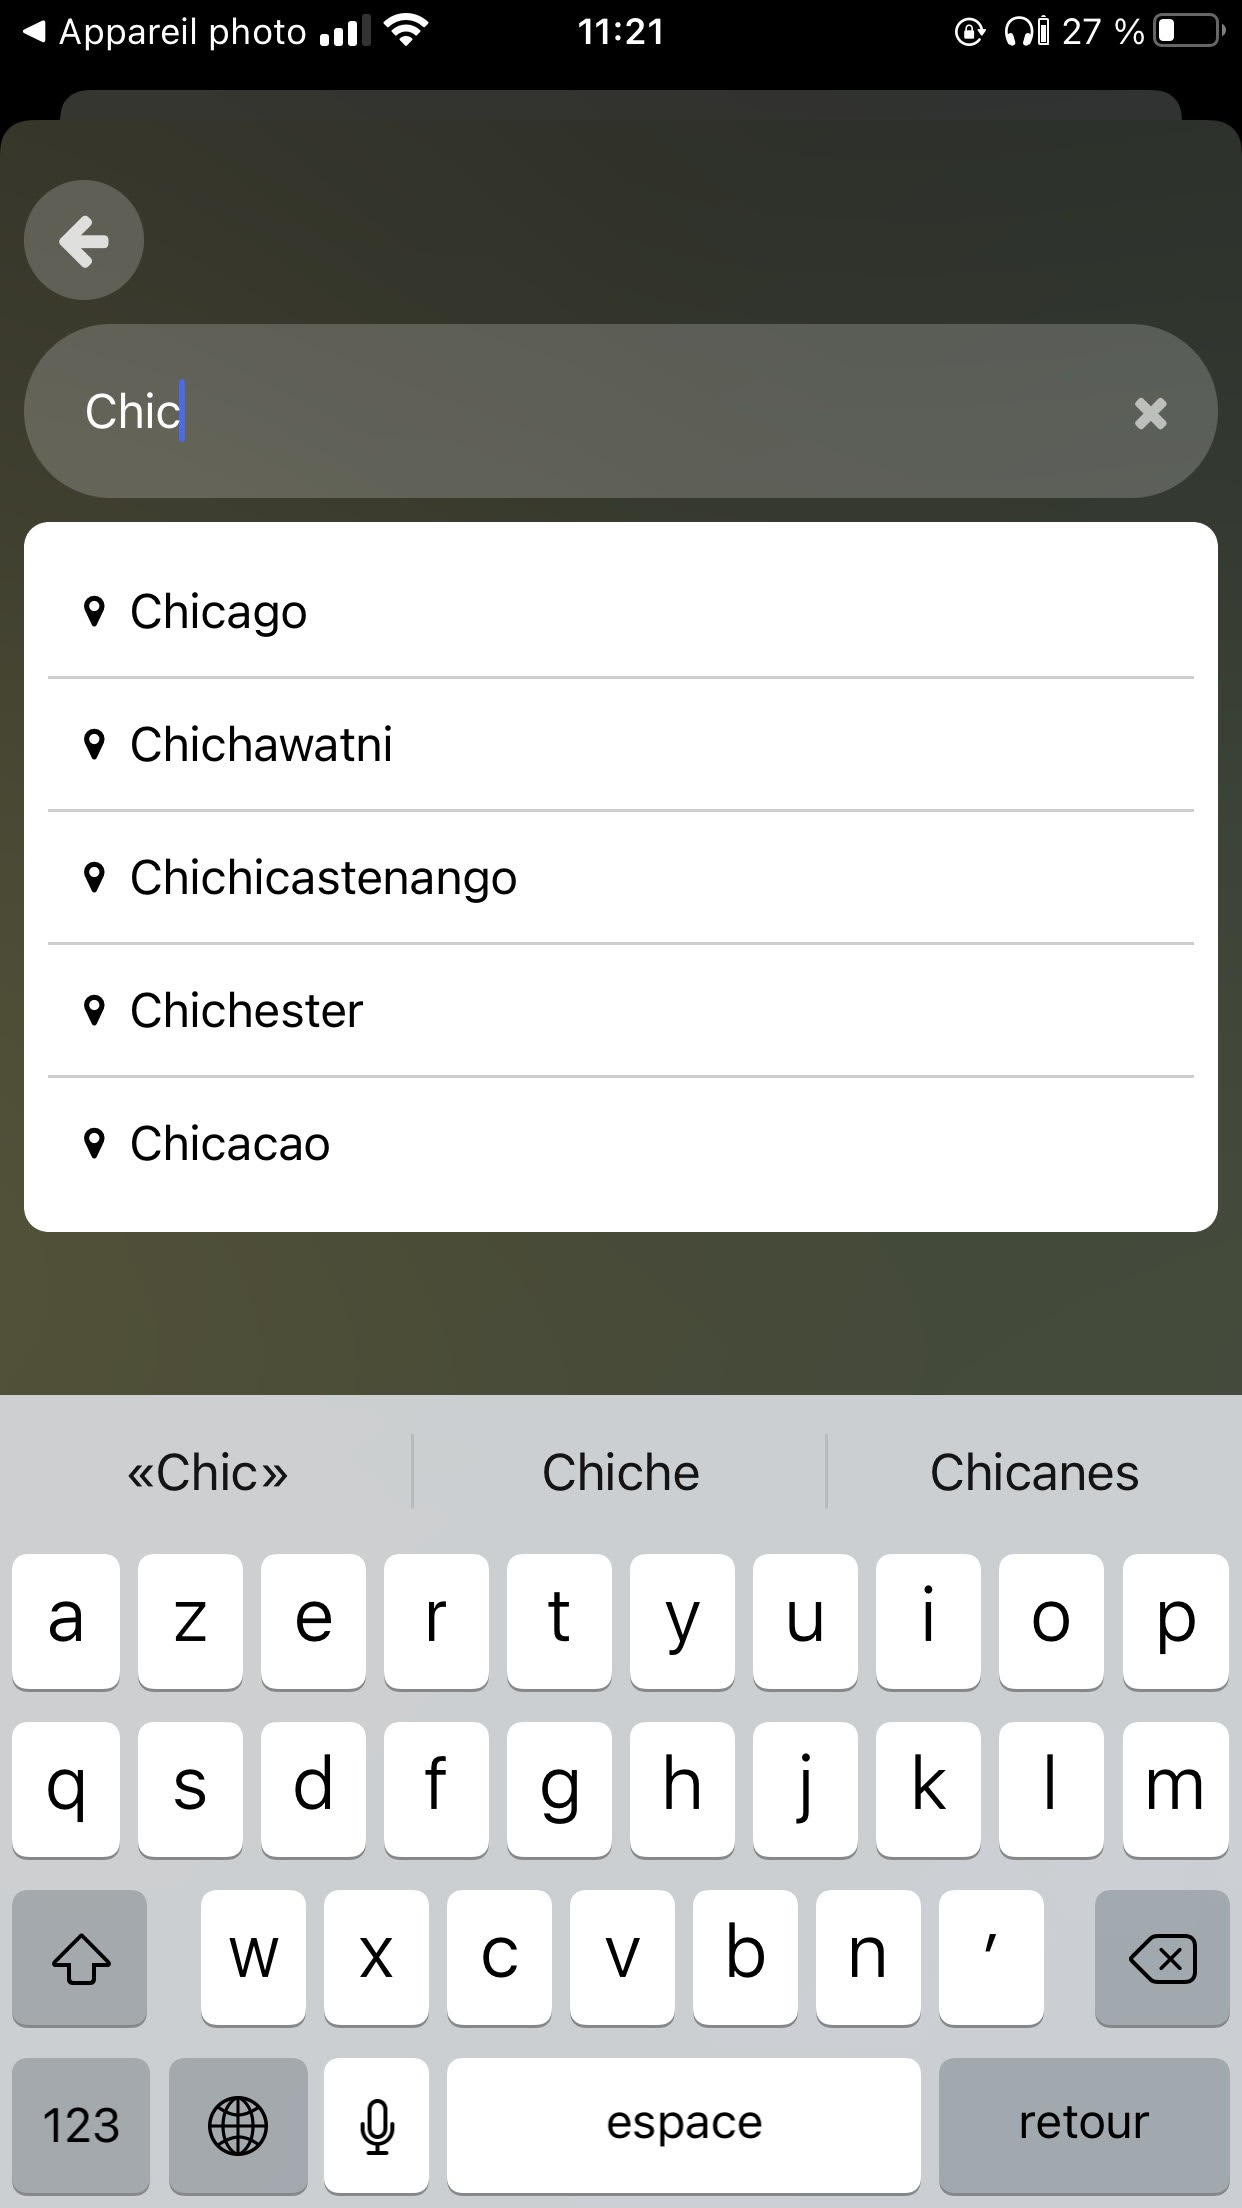 Appareil photo 11:21 27 %
Chic
Chicago
Chichawatni
Chichicastenango
Chichester
Chicacao
«Chic» Chiche Chicanes
a z e r t y u i o p
q s d f g h j k l m
w x c v b n ′
123 espace retour